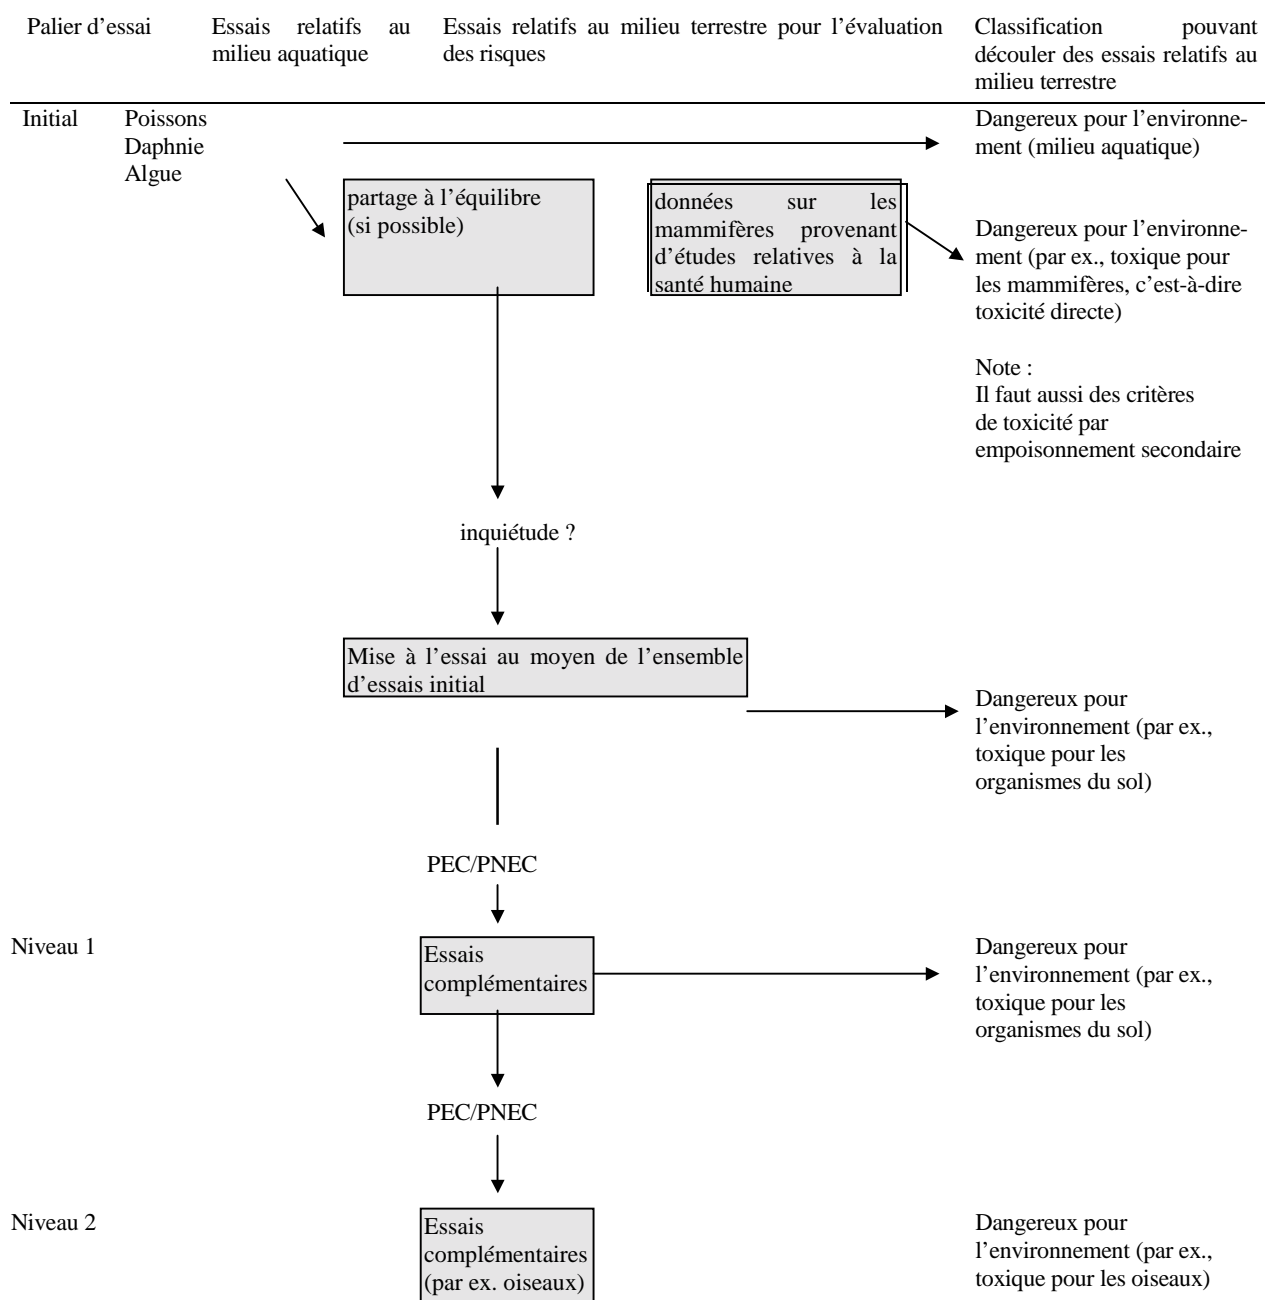 Palier d’essai
Essais relatifs au
milieu aquatique
Essais relatifs au milieu terrestre pour l’évaluation
des risques
Classification pouvant
découler des essais relatifs au
milieu terrestre
Initial
Poissons
Daphnie
Algue
Dangereux pour l’environne-
ment (milieu aquatique)
partage à l’équilibre
(si possible)
données sur les
mammifères provenant
d’études relatives à la
santé humaine
Dangereux pour l’environne-
ment (par ex., toxique pour
les mammifères, c’est-à-dire
toxicité directe)
Note :
Il faut aussi des critères
de toxicité par
empoisonnement secondaire
inquiétude ?
Mise à l’essai au moyen de l’ensemble
d’essais initial
Dangereux pour
l’environnement (par ex.,
toxique pour les
organismes du sol)
PEC/PNEC
Niveau 1
Essais
complémentaires
Dangereux pour
l’environnement (par ex.,
toxique pour les
organismes du sol)
PEC/PNEC
Niveau 2
Essais
complémentaires
(par ex. oiseaux)
Dangereux pour
l’environnement (par ex.,
toxique pour les oiseaux)